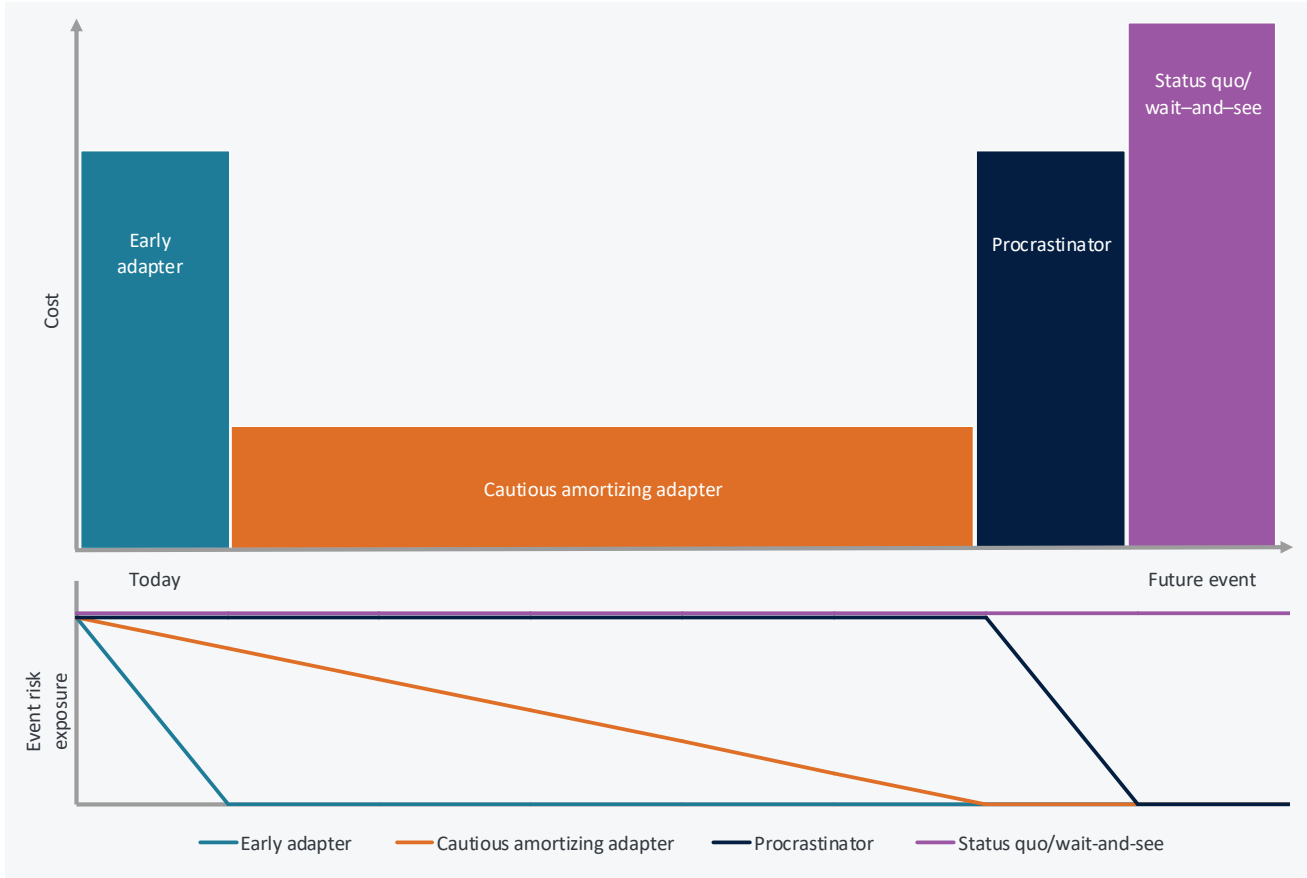 Status quo/
wait–and–see
Early
adapter
Procrastinator
Cost
Cautious amortizing adapter
Today
Future event
Event risk
exposure
Early adapter
Cautious amortizing adapter
Procrastinator
Status quo/wait-and-see